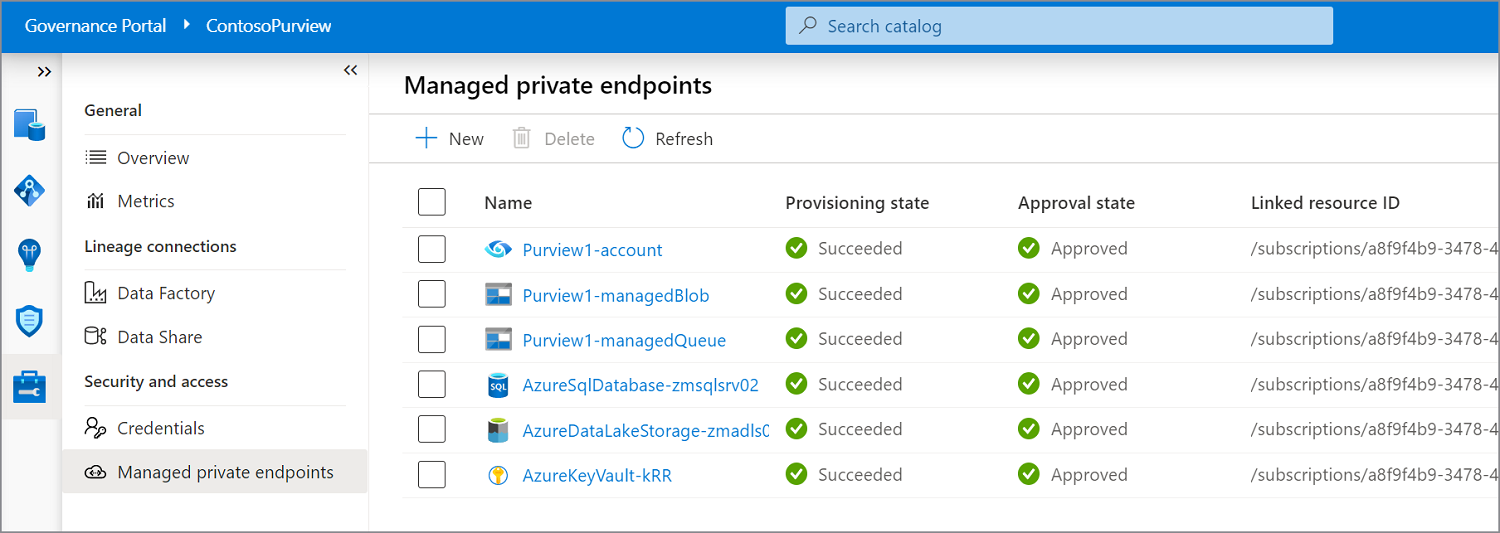 Governance Portal ContosoPurview Search catalog
General
Overview
Metrics
Lineage connections
Data Factory
Data Share
Security and access
Credentials
Managed private endpoints
Managed private endpoints
New Delete Refresh
Name Provisioning state Approval state Linked resource ID
Purview1-account Succeeded Approved /subscriptions/a8f9f4b9-3478-4
Purview1-managedBlob Succeeded Approved /subscriptions/a8f9f4b9-3478-4
Purview1-managedQueue Succeeded Approved /subscriptions/a8f9f4b9-3478-4
SQL AzureSqlDatabase-zmsqlsrv02 Succeeded Approved /subscriptions/a8f9f4b9-3478-4
AzureDataLakeStorage-zmadls0 Succeeded Approved /subscriptions/a8f9f4b9-3478-4
AzureKeyVault-kRR Succeeded Approved /subscriptions/a8f9f4b9-3478-4